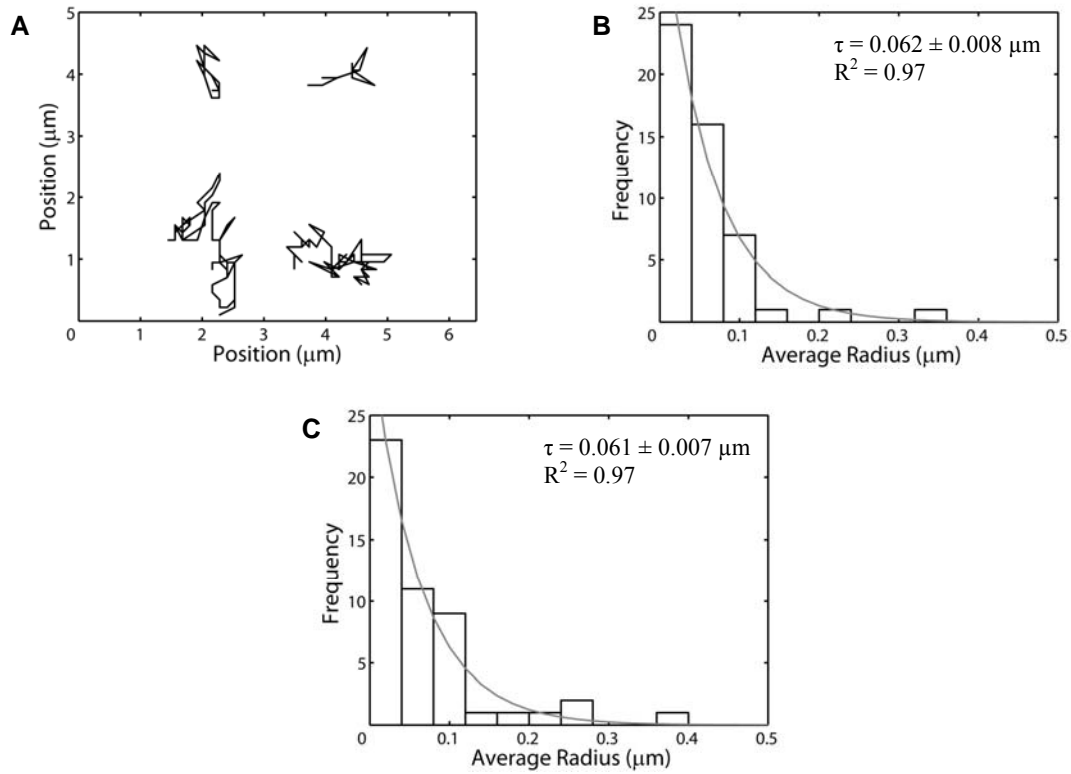 A
5
4
3
2
1
0
1
2
3
4
5
6
Position (μm)
Position (μm)
B
25
20
15
10
5
0
0.1
0.2
0.3
0.4
0.5
Frequency
Average Radius (μm)
τ = 0.062 ± 0.008 μm
R² = 0.97
C
25
20
15
10
5
0
0.1
0.2
0.3
0.4
0.5
Frequency
Average Radius (μm)
τ = 0.061 ± 0.007 μm
R² = 0.97